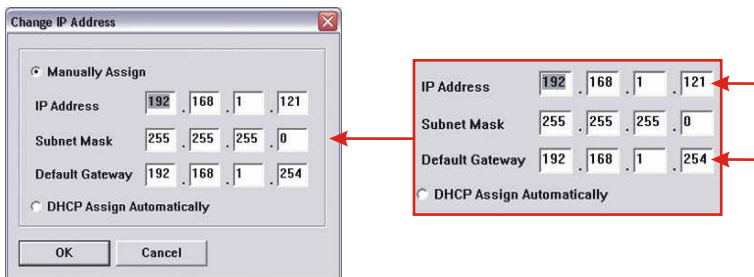 Change IP Address
Manually Assign
IP Address 192 . 168 . 1 . 121
Subnet Mask 255 . 255 . 255 . 0
Default Gateway 192 . 168 . 1 . 254
DHCP Assign Automatically
OK Cancel
IP Address 192 . 168 . 1 . 121
Subnet Mask 255 . 255 . 255 . 0
Default Gateway 192 . 168 . 1 . 254
DHCP Assign Automatically